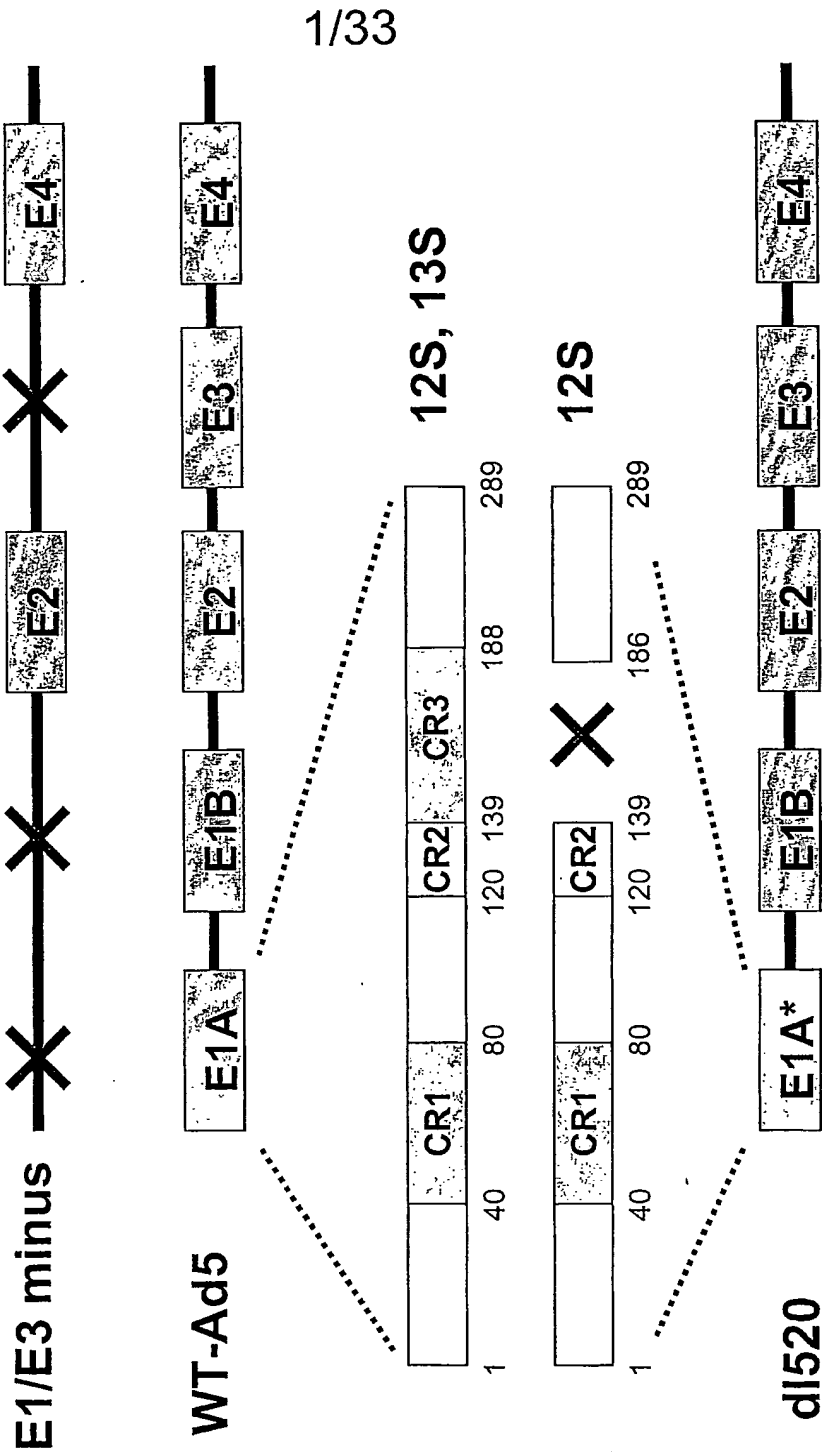 1/33
E1/E3 minus
E2
E4
WT-Ad5
E1A
E1B
E2
E3
E4
CR1
CR2
CR3
12S, 13S
1
40
80
120
139
188
289
CR1
CR2
12S
1
40
80
120
139
186
289
dl520
E1A*
E1B
E2
E3
E4